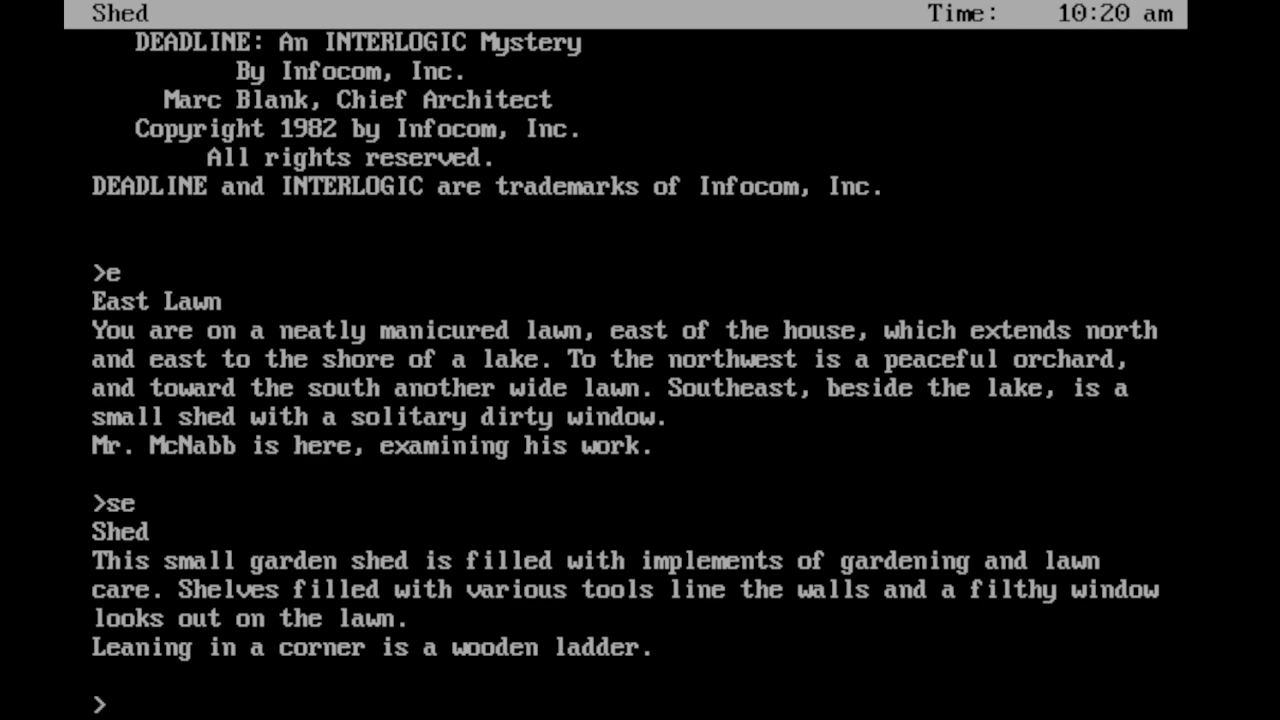 Shed Time: 10:20 am
DEADLINE: An INTERLOGIC Mystery
By Infocom, Inc.
Marc Blank, Chief Architect
Copyright 1982 by Infocom, Inc.
All rights reserved.
DEADLINE and INTERLOGIC are trademarks of Infocom, Inc.
>e
East Lawn
You are on a neatly manicured lawn, east of the house, which extends north
and east to the shore of a lake. To the northwest is a peaceful orchard,
and toward the south another wide lawn. Southeast, beside the lake, is a
small shed with a solitary dirty window.
Mr. McNabb is here, examining his work.
>se
Shed
This small garden shed is filled with implements of gardening and lawn
care. Shelves filled with various tools line the walls and a filthy window
looks out on the lawn.
Leaning in a corner is a wooden ladder.
>